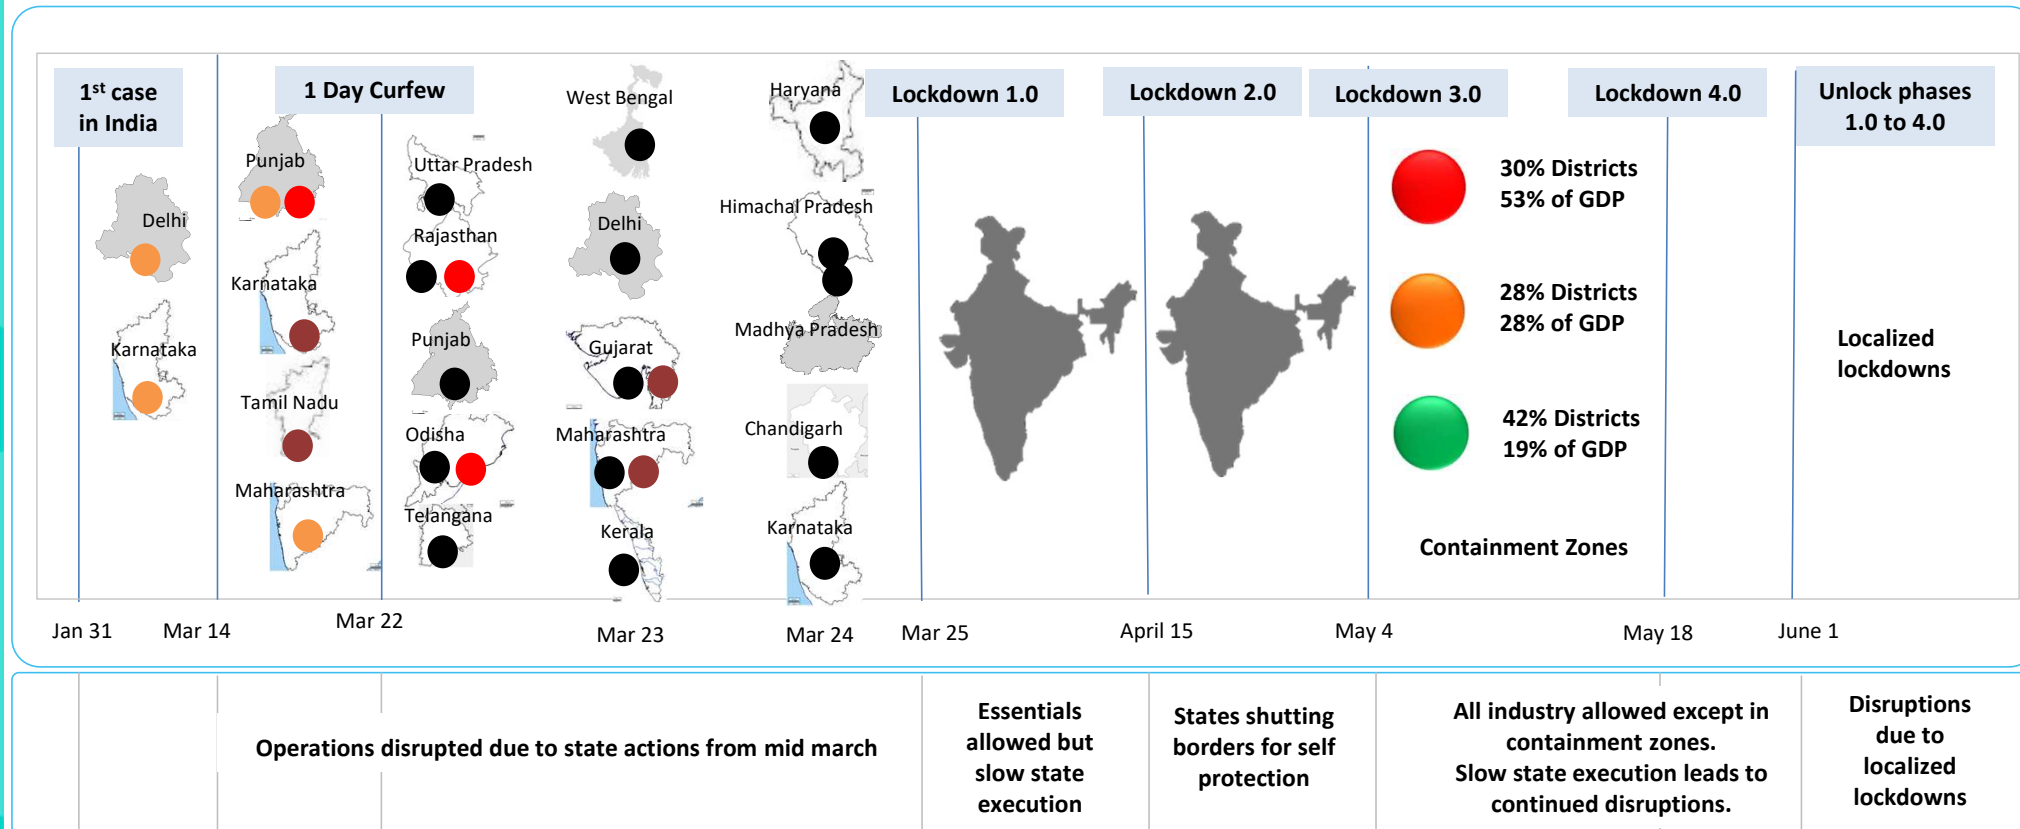 1st case
in India
1 Day Curfew
Lockdown 1.0
Lockdown 2.0
Lockdown 3.0
Lockdown 4.0
Unlock phases
1.0 to 4.0
Delhi
Karnataka
Punjab
Karnataka
Tamil Nadu
Maharashtra
Uttar Pradesh
Rajasthan
Punjab
Odisha
Telangana
West Bengal
Delhi
Gujarat
Maharashtra
Kerala
Haryana
Himachal Pradesh
Madhya Pradesh
Chandigarh
Karnataka
30% Districts
53% of GDP
28% Districts
28% of GDP
42% Districts
19% of GDP
Containment Zones
Localized
lockdowns
Jan 31
Mar 14
Mar 22
Mar 23
Mar 24
Mar 25
April 15
May 4
May 18
June 1
Operations disrupted due to state actions from mid march
Essentials
allowed but
slow state
execution
States shutting
borders for self
protection
All industry allowed except in
containment zones.
Slow state execution leads to
continued disruptions.
Disruptions
due to
localized
lockdowns